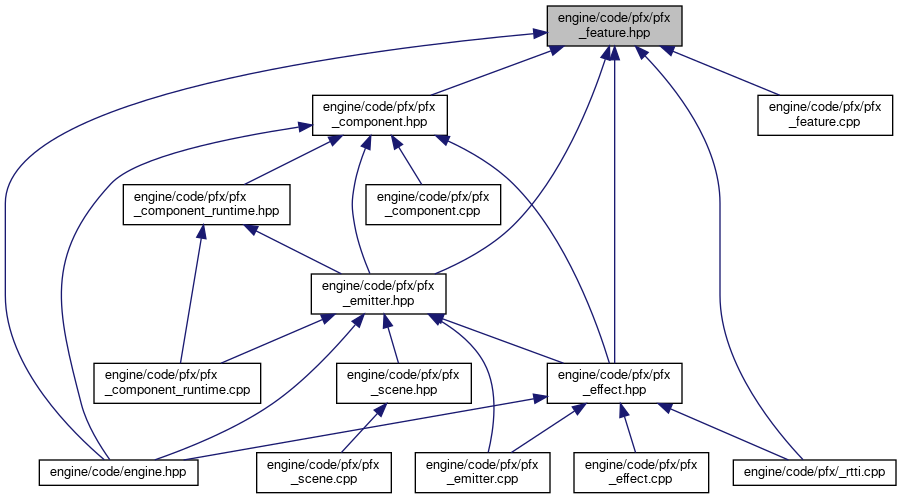 engine/code/pfx/pfx
_feature.hpp
engine/code/pfx/pfx
_component.hpp
engine/code/pfx/pfx
_feature.cpp
engine/code/pfx/pfx
_component_runtime.hpp
engine/code/pfx/pfx
_component.cpp
engine/code/pfx/pfx
_emitter.hpp
engine/code/pfx/pfx
_component_runtime.cpp
engine/code/pfx/pfx
_scene.hpp
engine/code/pfx/pfx
_effect.hpp
engine/code/engine.hpp
engine/code/pfx/pfx
_scene.cpp
engine/code/pfx/pfx
_emitter.cpp
engine/code/pfx/pfx
_effect.cpp
engine/code/pfx/_rtti.cpp